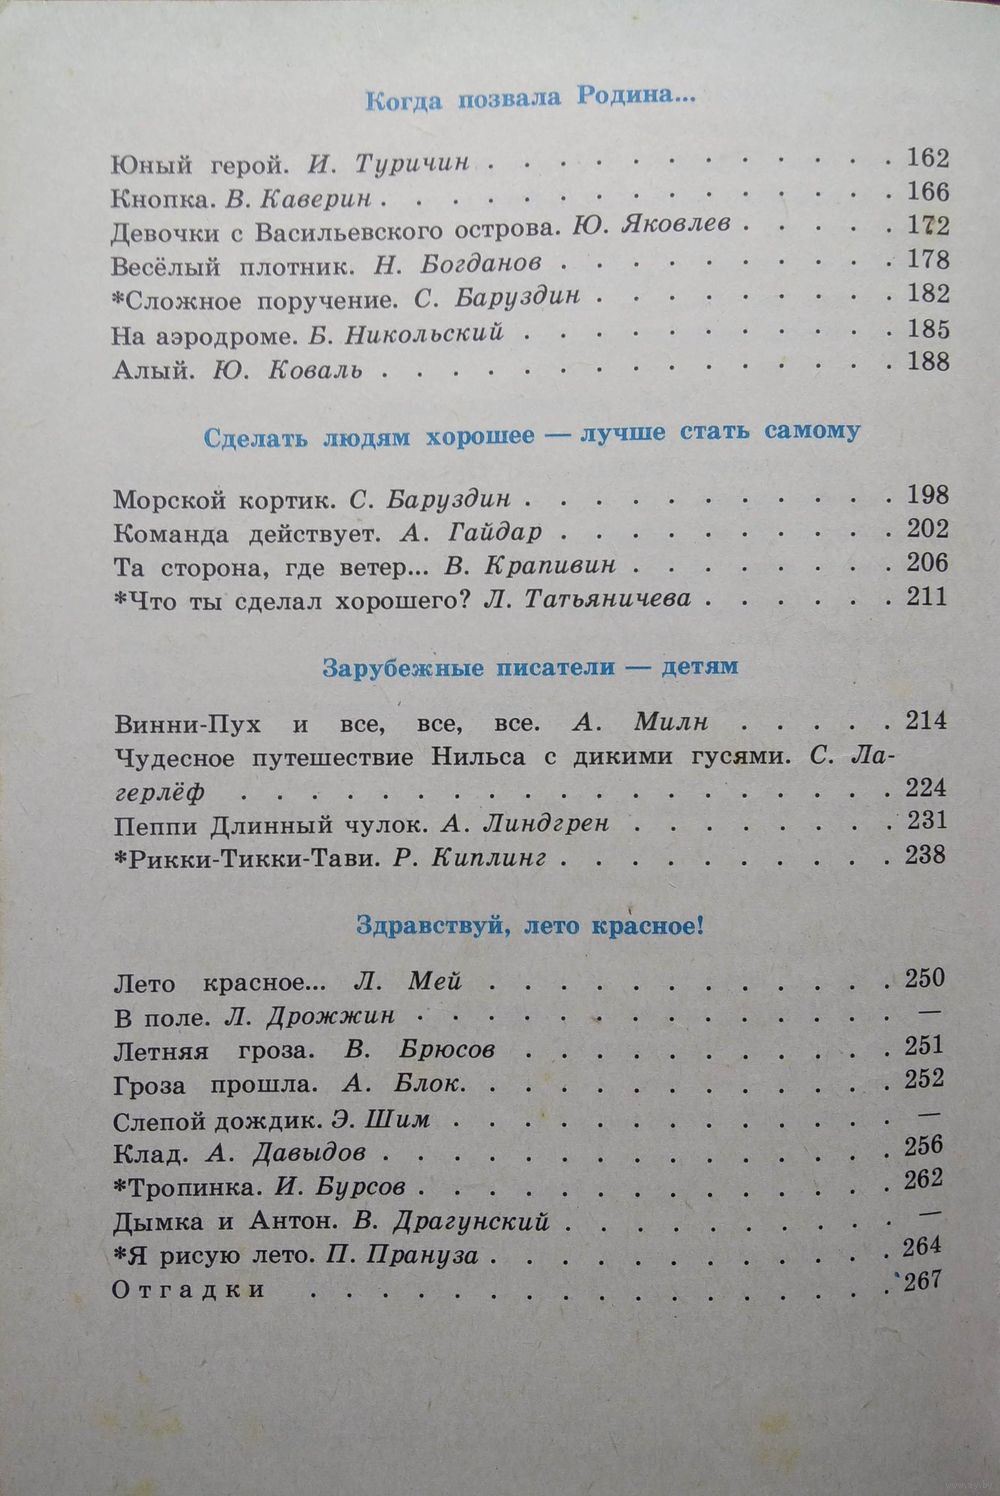 Когда позвала Родина...
Юный герой. И. Туричин . . . . . . . . . . . . 162
Кнопка. В. Каверин . . . . . . . . . . . . . . . 166
Девочки с Васильевского острова. Ю. Яковлев . . . . . 172
Весёлый плотник. Н. Богданов . . . . . . . . . . 178
*Сложное поручение. С. Баруздин . . . . . . . . . 182
На аэродроме. Б. Никольский . . . . . . . . . . . 185
Алый. Ю. Коваль . . . . . . . . . . . . . . . 188
Сделать людям хорошее — лучше стать самому
Морской кортик. С. Баруздин . . . . . . . . . . . 198
Команда действует. А. Гайдар . . . . . . . . . . 202
Та сторона, где ветер... В. Крапивин . . . . . . . . 206
*Что ты сделал хорошего? Л. Татьяничева . . . . . . 211
Зарубежные писатели — детям
Винни-Пух и все, все, все. А. Милн . . . . . 214
Чудесное путешествие Нильса с дикими гусями. С. Ла-
герлёф . . . . . . . . . . . . . . . . . . . 224
Пеппи Длинный чулок. А. Линдгрен . . . . . . . . 231
*Рикки-Тикки-Тави. Р. Киплинг . . . . . . . . . . 238
Здравствуй, лето красное!
Лето красное... Л. Мей . . . . . . . . . . . . 250
В поле. Л. Дрожжин . . . . . . . . . . . . . . —
Летняя гроза. В. Брюсов . . . . . . . . . . . 251
Гроза прошла. А. Блок. . . . . . . . . . . . . 252
Слепой дождик. Э. Шим . . . . . . . . . . . . . —
Клад. А. Давыдов . . . . . . . . . . . . . . . 256
*Тропинка. И. Бурсов . . . . . . . . . . . . . . 262
Дымка и Антон. В. Драгунский . . . . . . . . . . —
*Я рисую лето. П. Прануза . . . . . . . . . . . . 264
Отгадки . . . . . . . . . . . . . . . . . 267